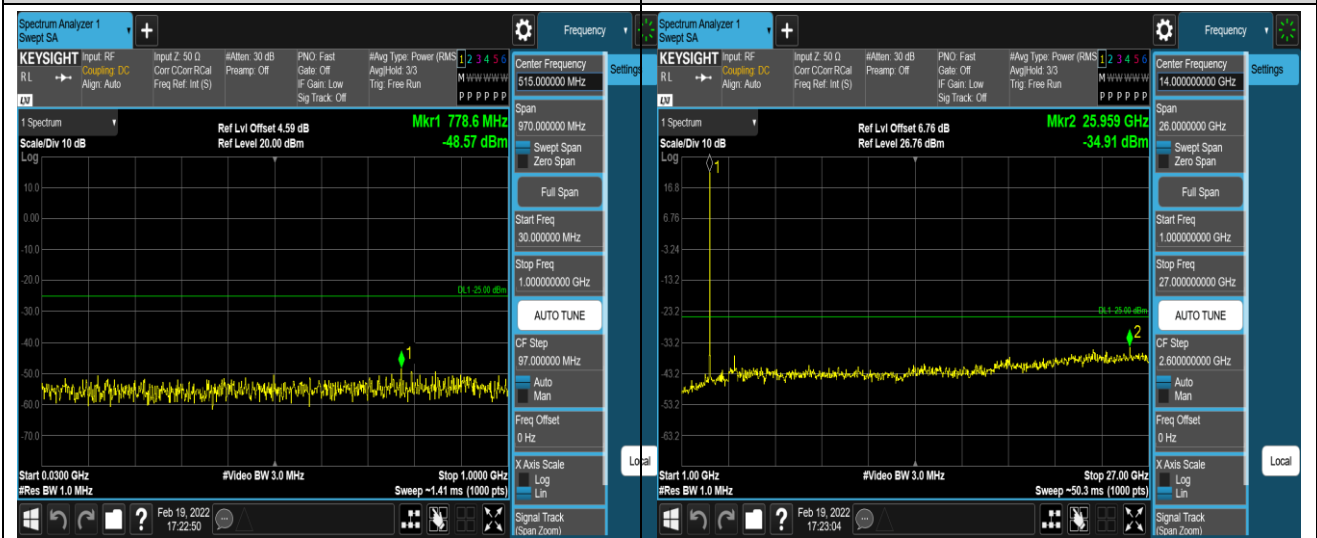 Spectrum Analyzer 1
Swept SA
+
Frequency
KEYSIGHT
RL
LXI
Input: RF
Coupling: DC
Align: Auto
Input Z: 50 Ω
Corr CCorr RCal
Freq Ref: Int (S)
#Atten: 30 dB
Preamp: Off
PNO: Fast
Gate: Off
IF Gain: Low
Sig Track: Off
#Avg Type: Power (RMS
Avg|Hold: 3/3
Trig: Free Run
1 2 3 4 5 6
M W W W W W
P P P P P P
Center Frequency
515.000000 MHz
Settings
1 Spectrum
Scale/Div 10 dB
Log
Ref Lvl Offset 4.59 dB
Ref Level 20.00 dBm
Mkr1 778.6 MHz
-48.57 dBm
Span
970.000000 MHz
Swept Span
Zero Span
Full Span
Start Freq
30.000000 MHz
Stop Freq
1.000000000 GHz
AUTO TUNE
CF Step
97.000000 MHz
Auto
Man
Freq Offset
0 Hz
X Axis Scale
Log
Lin
Signal Track
(Span Zoom)
Local
10.0
0.00
-10.0
-20.0
DL1 -25.00 dBm
-30.0
-40.0
1
-50.0
-60.0
-70.0
Start 0.0300 GHz
#Res BW 1.0 MHz
#Video BW 3.0 MHz
Stop 1.0000 GHz
Sweep ~1.41 ms (1000 pts)
?
Feb 19, 2022
17:22:50
Spectrum Analyzer 1
Swept SA
+
Frequency
KEYSIGHT
RL
LXI
Input: RF
Coupling: DC
Align: Auto
Input Z: 50 Ω
Corr CCorr RCal
Freq Ref: Int (S)
#Atten: 30 dB
Preamp: Off
PNO: Fast
Gate: Off
IF Gain: Low
Sig Track: Off
#Avg Type: Power (RMS
Avg|Hold: 3/3
Trig: Free Run
1 2 3 4 5 6
M W W W W W
P P P P P P
Center Frequency
14.000000000 GHz
Settings
1 Spectrum
Scale/Div 10 dB
Log
Ref Lvl Offset 6.76 dB
Ref Level 26.76 dBm
Mkr2 25.959 GHz
-34.91 dBm
Span
26.0000000 GHz
Swept Span
Zero Span
Full Span
Start Freq
1.000000000 GHz
Stop Freq
27.000000000 GHz
AUTO TUNE
CF Step
2.600000000 GHz
Auto
Man
Freq Offset
0 Hz
X Axis Scale
Log
Lin
Signal Track
(Span Zoom)
Local
1
16.8
6.76
-3.24
-13.2
-23.2
DL1 -25.00 dBm
-33.2
2
-43.2
-53.2
-63.2
Start 1.00 GHz
#Res BW 1.0 MHz
#Video BW 3.0 MHz
Stop 27.00 GHz
Sweep ~50.3 ms (1000 pts)
?
Feb 19, 2022
17:23:04